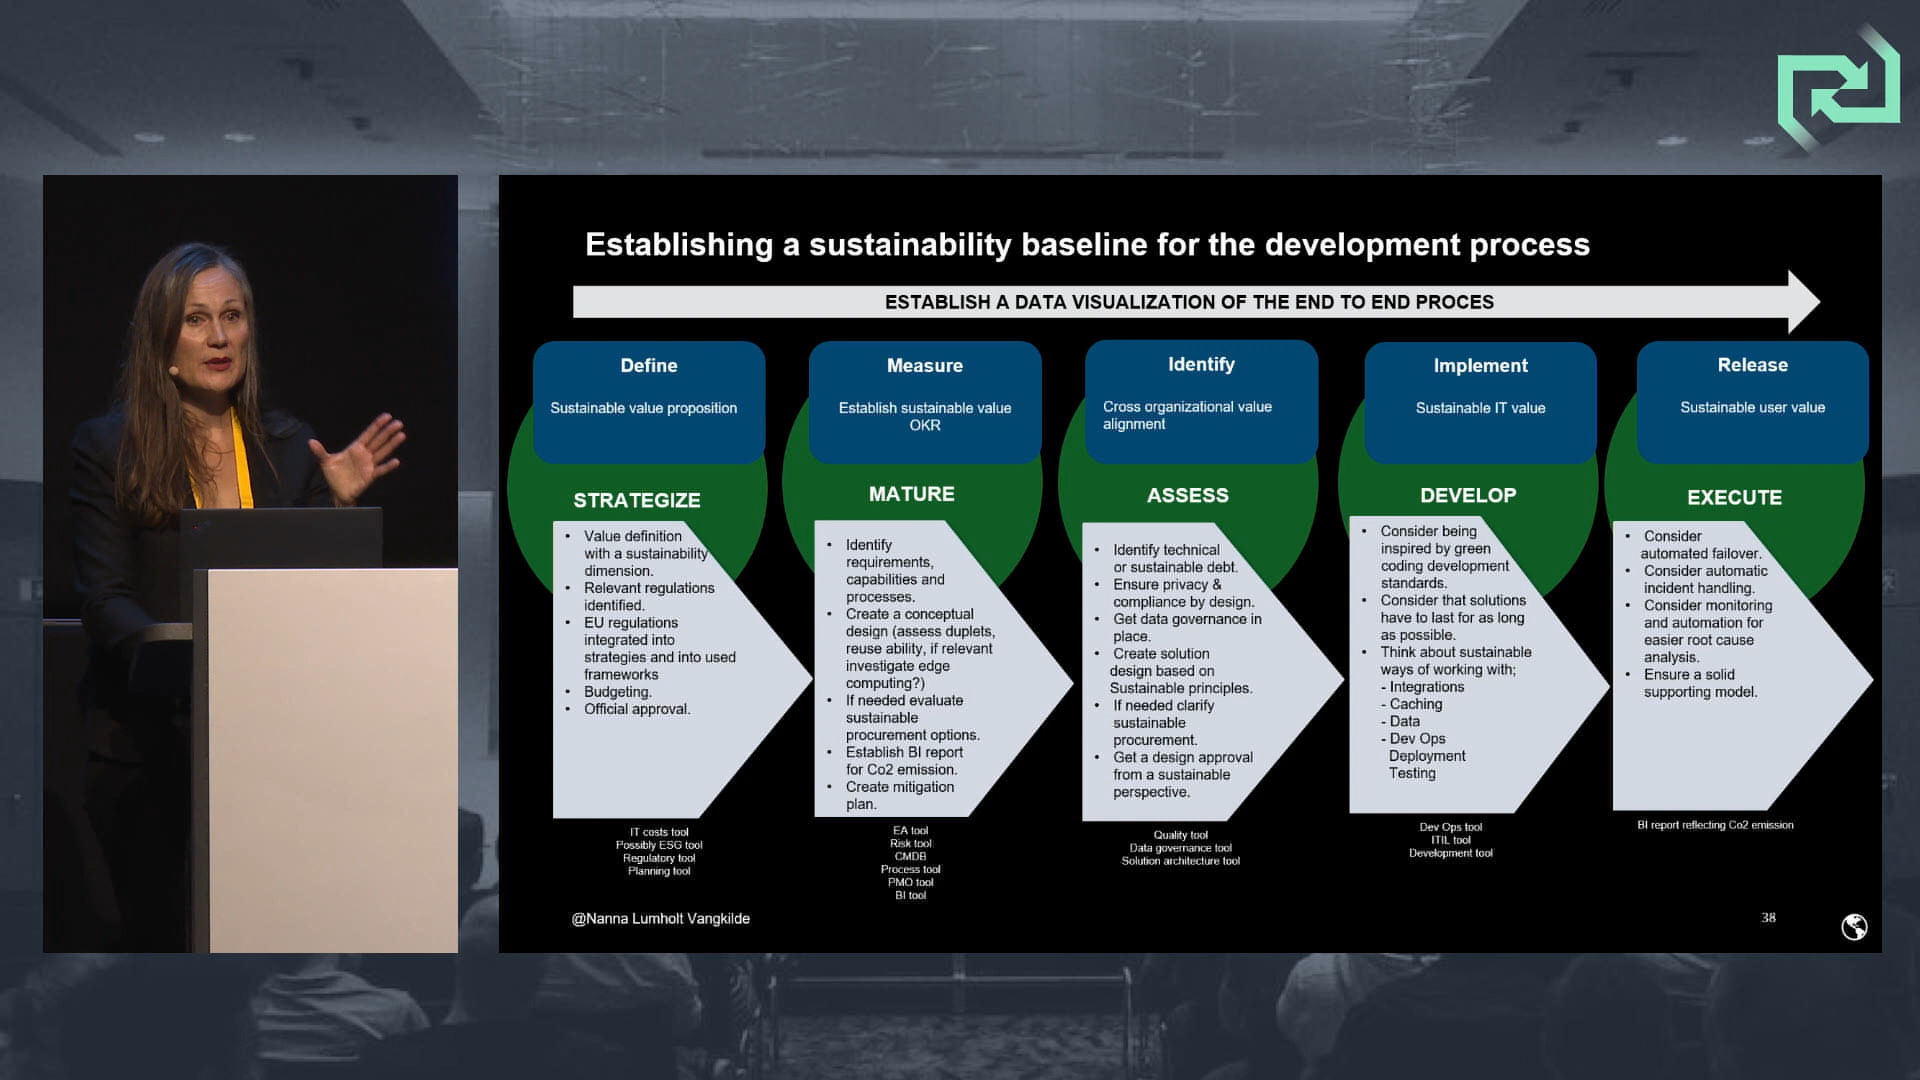 Establishing a sustainability baseline for the development process
ESTABLISH A DATA VISUALIZATION OF THE END TO END PROCES
Define
Sustainable value proposition
STRATEGIZE
• Value definition
with a sustainability
dimension.
• Relevant regulations
identified.
• EU regulations
integrated into
strategies and into used
frameworks
• Budgeting.
• Official approval.
IT costs tool
Possibly ESG tool
Regulatory tool
Planning tool
Measure
Establish sustainable value
OKR
MATURE
• Identify
requirements,
capabilities and
processes.
• Create a conceptual
design (assess duplets,
reuse ability, if relevant
investigate edge
computing?)
• If needed evaluate
sustainable
procurement options.
• Establish BI report
for Co2 emission.
• Create mitigation
plan.
EA tool
Risk tool
CMDB
Process tool
PMO tool
BI tool
Identify
Cross organizational value
alignment
ASSESS
• Identify technical
or sustainable debt.
• Ensure privacy &
compliance by design.
• Get data governance in
place.
• Create solution
design based on
Sustainable principles.
• If needed clarify
sustainable
procurement.
• Get a design approval
from a sustainable
perspective.
Quality tool
Data governance tool
Solution architecture tool
Implement
Sustainable IT value
DEVELOP
• Consider being
inspired by green
coding development
standards.
• Consider that solutions
have to last for as long
as possible.
• Think about sustainable
ways of working with;
- Integrations
- Caching
- Data
- Dev Ops
Deployment
Testing
Dev Ops tool
ITIL tool
Development tool
Release
Sustainable user value
EXECUTE
• Consider
automated failover.
• Consider automatic
incident handling.
• Consider monitoring
and automation for
easier root cause
analysis.
• Ensure a solid
supporting model.
BI report reflecting Co2 emission
@Nanna Lumholt Vangkilde
38